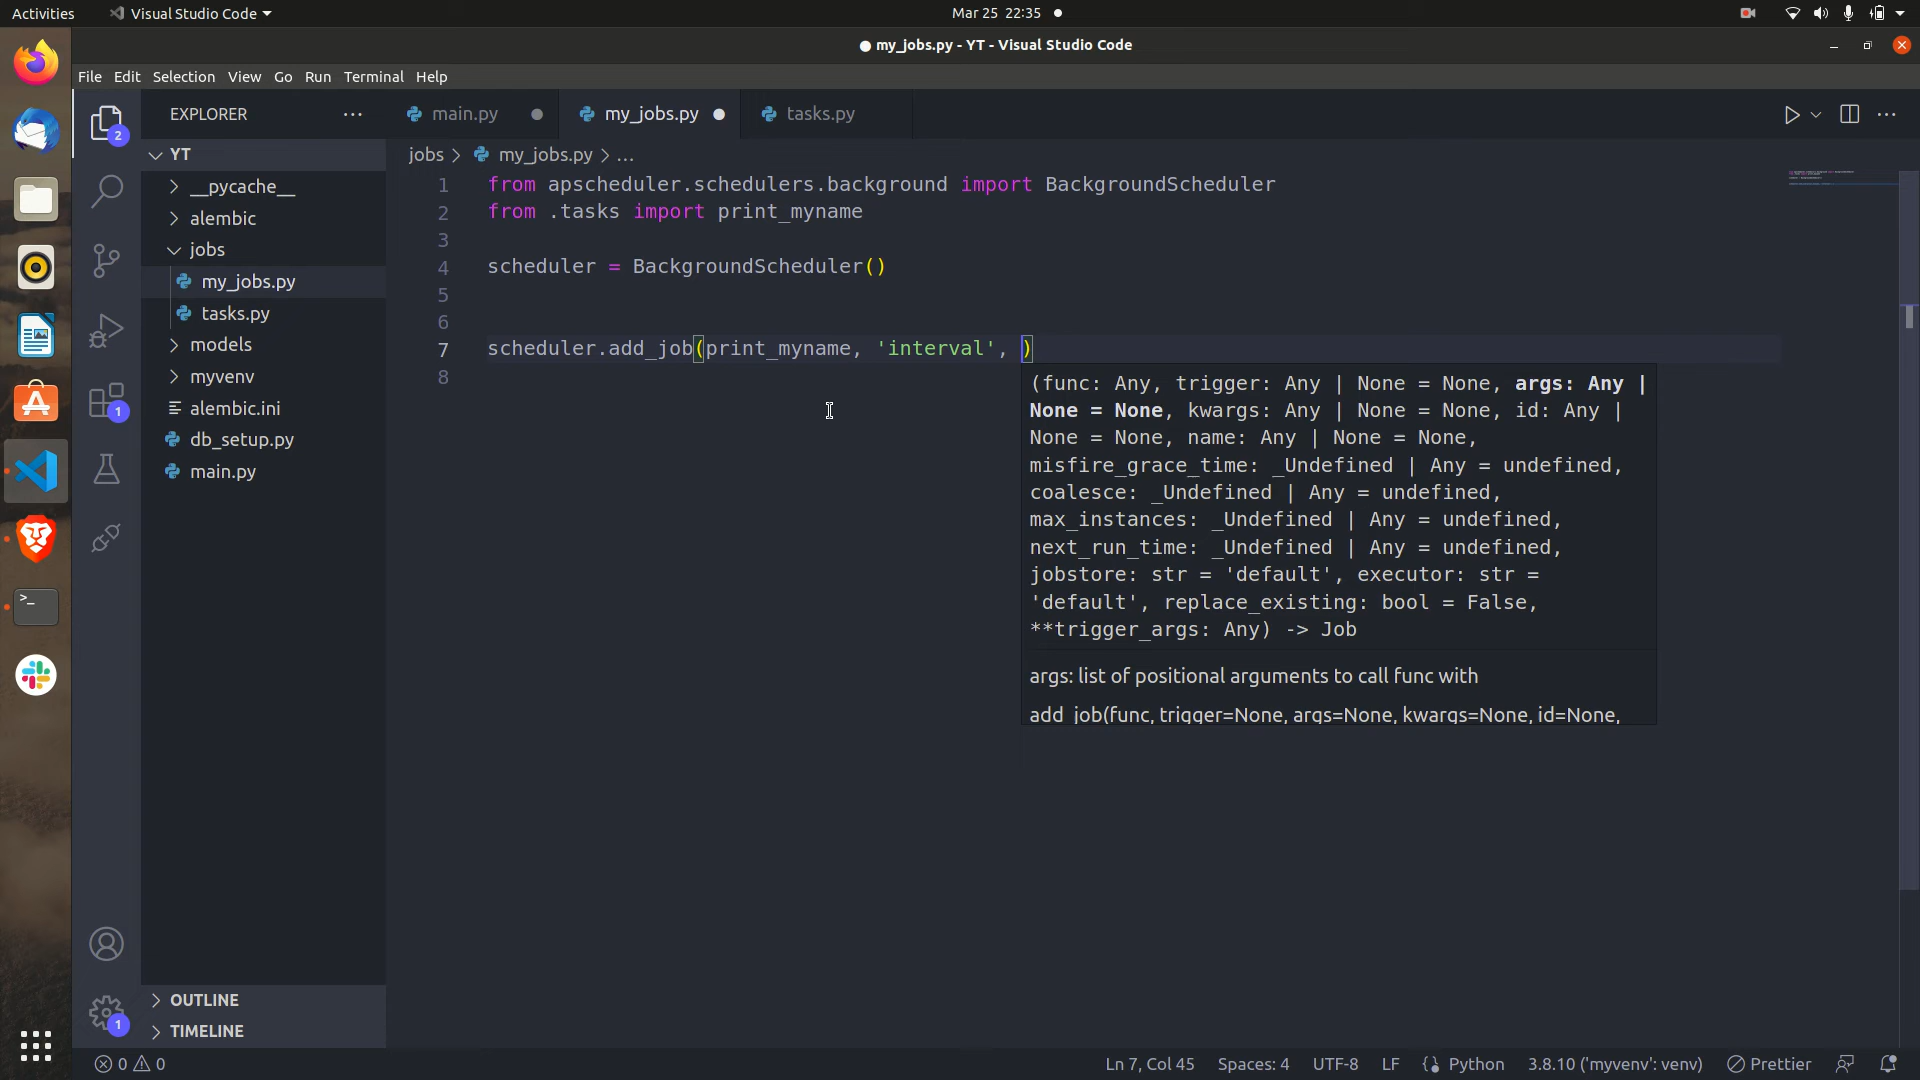 Activities
Visual Studio Code
Mar 25 22:35
my_jobs.py - YT - Visual Studio Code
File Edit Selection View Go Run Terminal Help
EXPLORER
main.py
my_jobs.py
tasks.py
YT
jobs > my_jobs.py > ...
__pycache__
alembic
jobs
my_jobs.py
tasks.py
models
myvenv
alembic.ini
db_setup.py
main.py
2
1
1
1 from apscheduler.schedulers.background import BackgroundScheduler
2 from .tasks import print_myname
3
4 scheduler = BackgroundScheduler()
5
6
7 scheduler.add_job(print_myname, 'interval', )
8
(func: Any, trigger: Any | None = None, args: Any |
None = None, kwargs: Any | None = None, id: Any |
None = None, name: Any | None = None,
misfire_grace_time: _Undefined | Any = undefined,
coalesce: _Undefined | Any = undefined,
max_instances: _Undefined | Any = undefined,
next_run_time: _Undefined | Any = undefined,
jobstore: str = 'default', executor: str =
'default', replace_existing: bool = False,
**trigger_args: Any) -> Job
args: list of positional arguments to call func with
add_job(func, trigger=None, args=None, kwargs=None, id=None,
OUTLINE
TIMELINE
0 0
Ln 7, Col 45 Spaces: 4 UTF-8 LF Python 3.8.10 ('myvenv': venv) Prettier